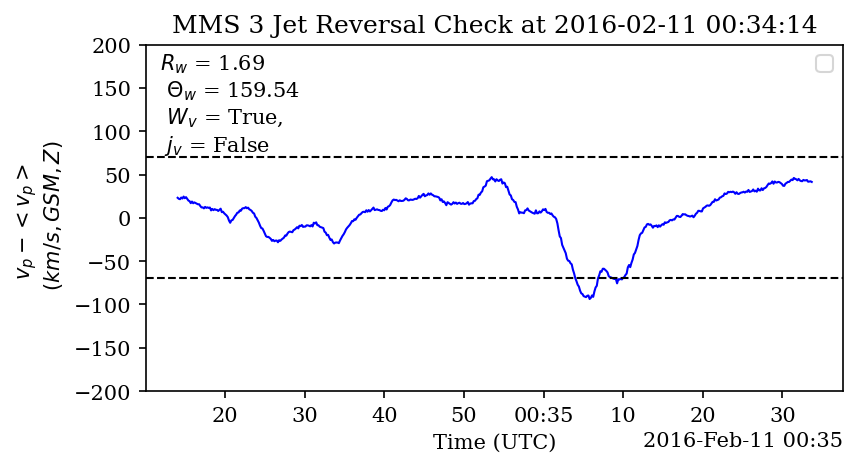 MMS 3 Jet Reversal Check at 2016-02-11 00:34:14
200
150
100
50
0
−50
−100
−150
−200
v_p − <v_p>
(km/s, GSM, Z)
R_w = 1.69
Θ_w = 159.54
W_v = True,
j_v = False
20 30 40 50 00:35 10 20 30
Time (UTC)
2016-Feb-11 00:35